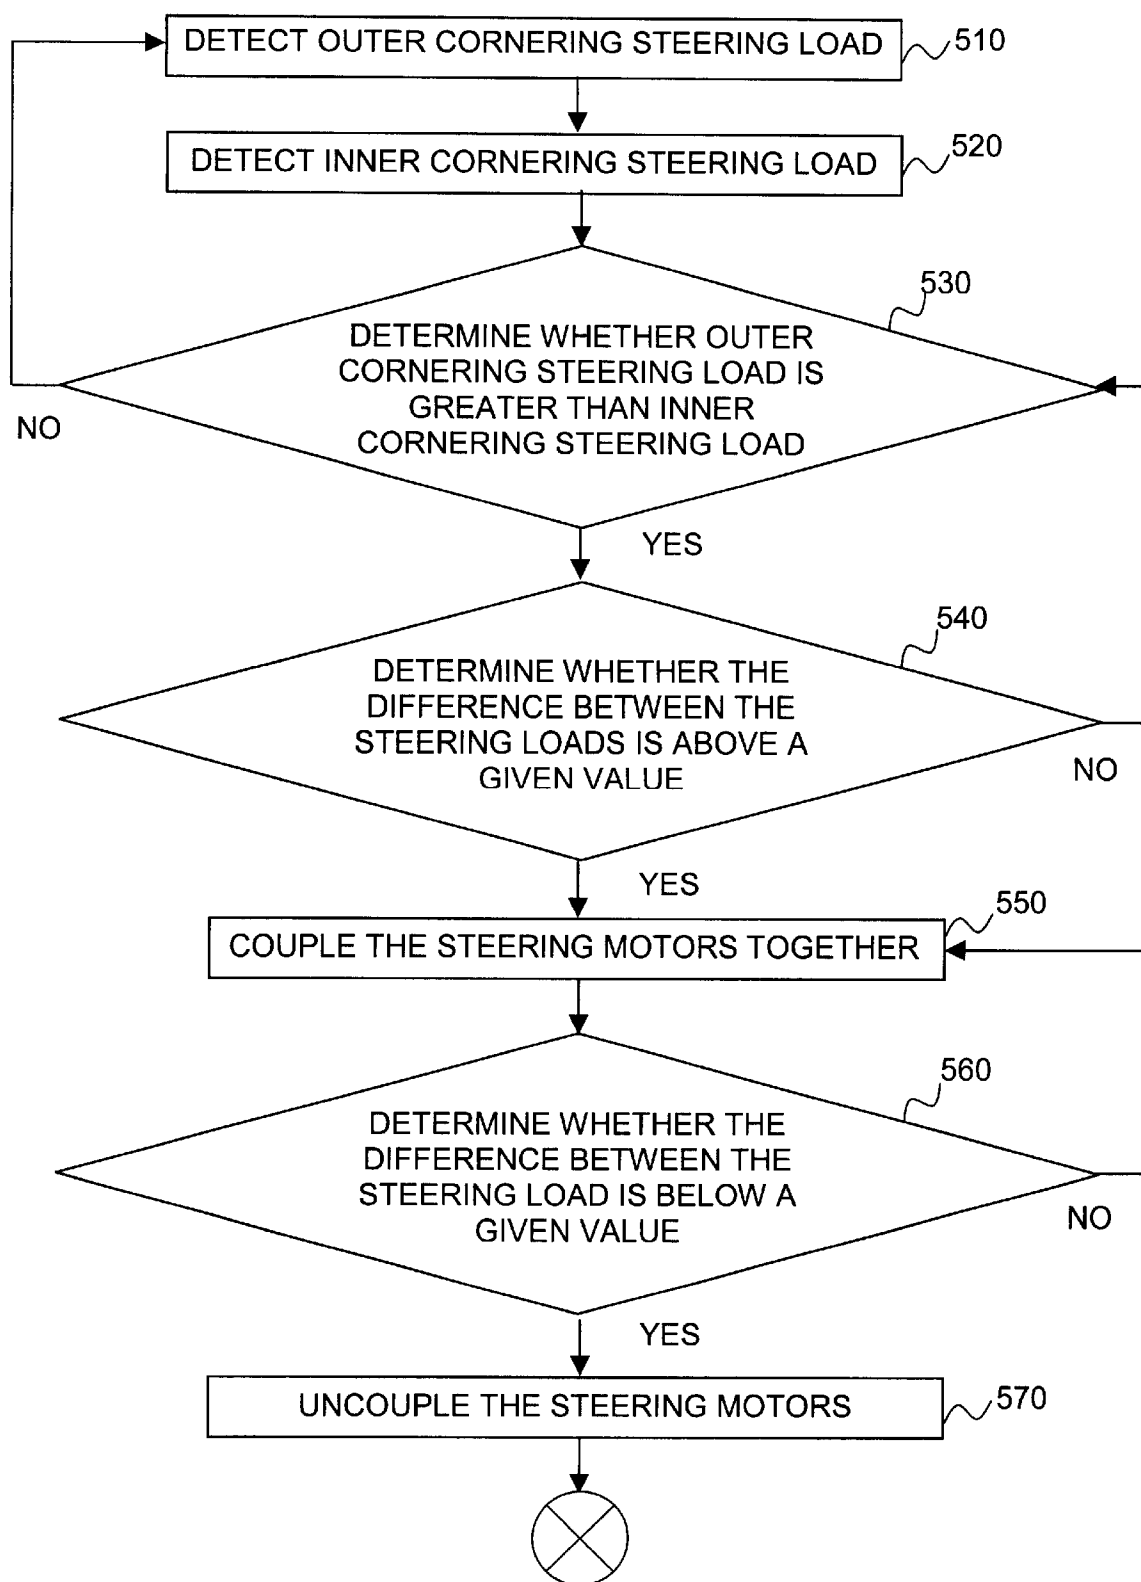 DETECT OUTER CORNERING STEERING LOAD
510
DETECT INNER CORNERING STEERING LOAD
520
530
DETERMINE WHETHER OUTER
CORNERING STEERING LOAD IS
GREATER THAN INNER
CORNERING STEERING LOAD
NO
YES
540
DETERMINE WHETHER THE
DIFFERENCE BETWEEN THE
STEERING LOADS IS ABOVE A
GIVEN VALUE
NO
YES
550
COUPLE THE STEERING MOTORS TOGETHER
560
DETERMINE WHETHER THE
DIFFERENCE BETWEEN THE
STEERING LOAD IS BELOW A
GIVEN VALUE
NO
YES
UNCOUPLE THE STEERING MOTORS
570